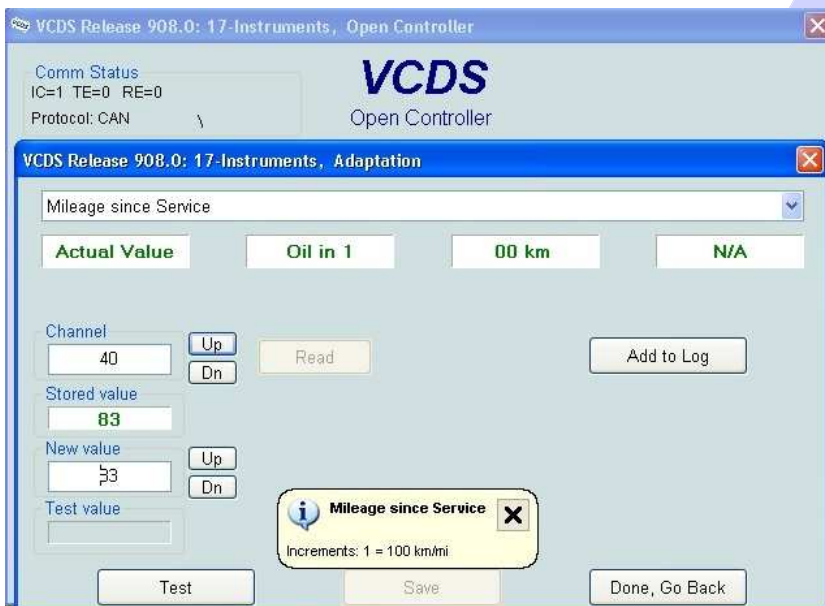 VCDS Release 908.0: 17-Instruments, Open Controller
Comm Status
IC=1 TE=0 RE=0
Protocol: CAN \
VCDS
Open Controller
VCDS Release 908.0: 17-Instruments, Adaptation
Mileage since Service
Actual Value Oil in 1 00 km N/A
Channel
40
Up
Dn
Read
Add to Log
Stored value
83
New value
Up
Dn
Test value
Mileage since Service
Increments: 1 = 100 km/mi
Test Save Done, Go Back